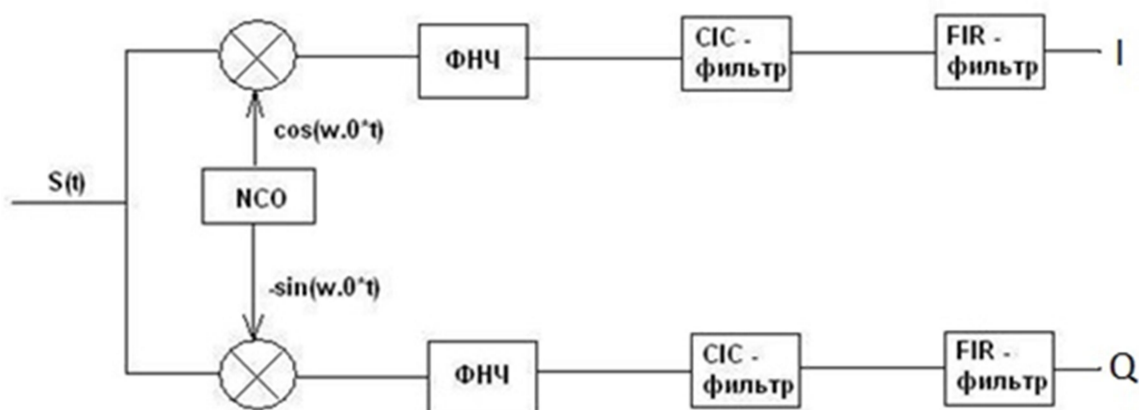 ФНЧ
CIC -
фильтр
FIR -
фильтр
I
cos(w.0*t)
S(t)
NCO
-sin(w.0*t)
ФНЧ
CIC -
фильтр
FIR -
фильтр
Q